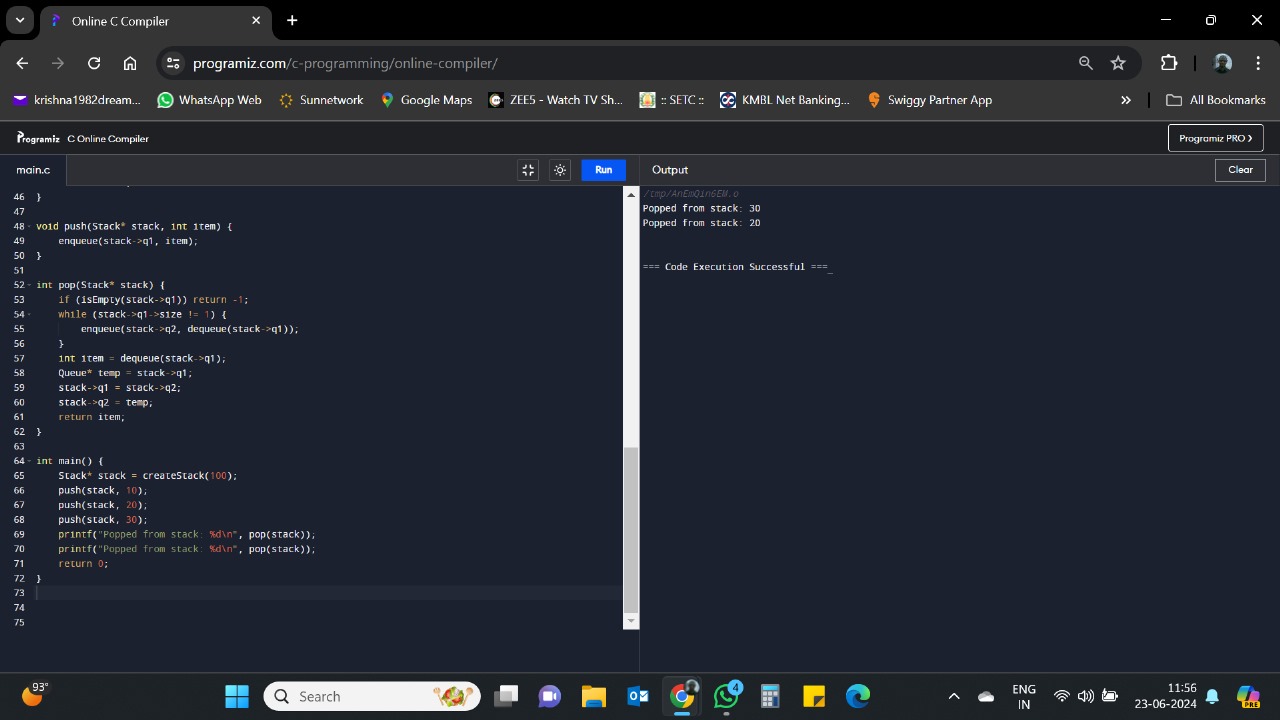 Online C Compiler
programiz.com/c-programming/online-compiler/
krishna1982dream... WhatsApp Web Sunnetwork Google Maps ZEE5 - Watch TV Sh... :: SETC :: KMBL Net Banking... Swiggy Partner App All Bookmarks
Programiz C Online Compiler Programiz PRO
main.c Run Output Clear
46 }
47
48 void push(Stack* stack, int item) {
49 enqueue(stack->q1, item);
50 }
51
52 int pop(Stack* stack) {
53 if (isEmpty(stack->q1)) return -1;
54 while (stack->q1->size != 1) {
55 enqueue(stack->q2, dequeue(stack->q1));
56 }
57 int item = dequeue(stack->q1);
58 Queue* temp = stack->q1;
59 stack->q1 = stack->q2;
60 stack->q2 = temp;
61 return item;
62 }
63
64 int main() {
65 Stack* stack = createStack(100);
66 push(stack, 10);
67 push(stack, 20);
68 push(stack, 30);
69 printf("Popped from stack: %d\n", pop(stack));
70 printf("Popped from stack: %d\n", pop(stack));
71 return 0;
72 }
73
74
75
/tmp/AnEmQin6EM.o
Popped from stack: 30
Popped from stack: 20
=== Code Execution Successful ===_
93°
Search
4
ENG
IN
11:56
23-06-2024
PRE